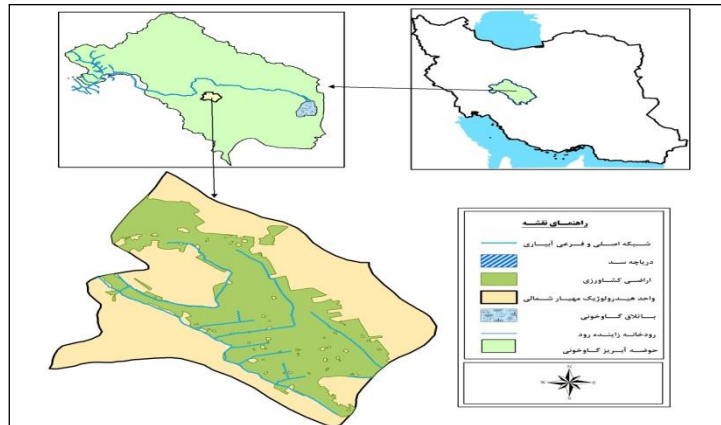 راهنمای نقشه
شبکه اصلی و فرعی آبیاری
دریاچه سد
اراضی کشاورزی
واحد هیدرولوژیک مهیار شمالی
باتلاق گاوخونی
رودخانه زاینده رود
حوضه آبریز گاوخونی
N
W E
S